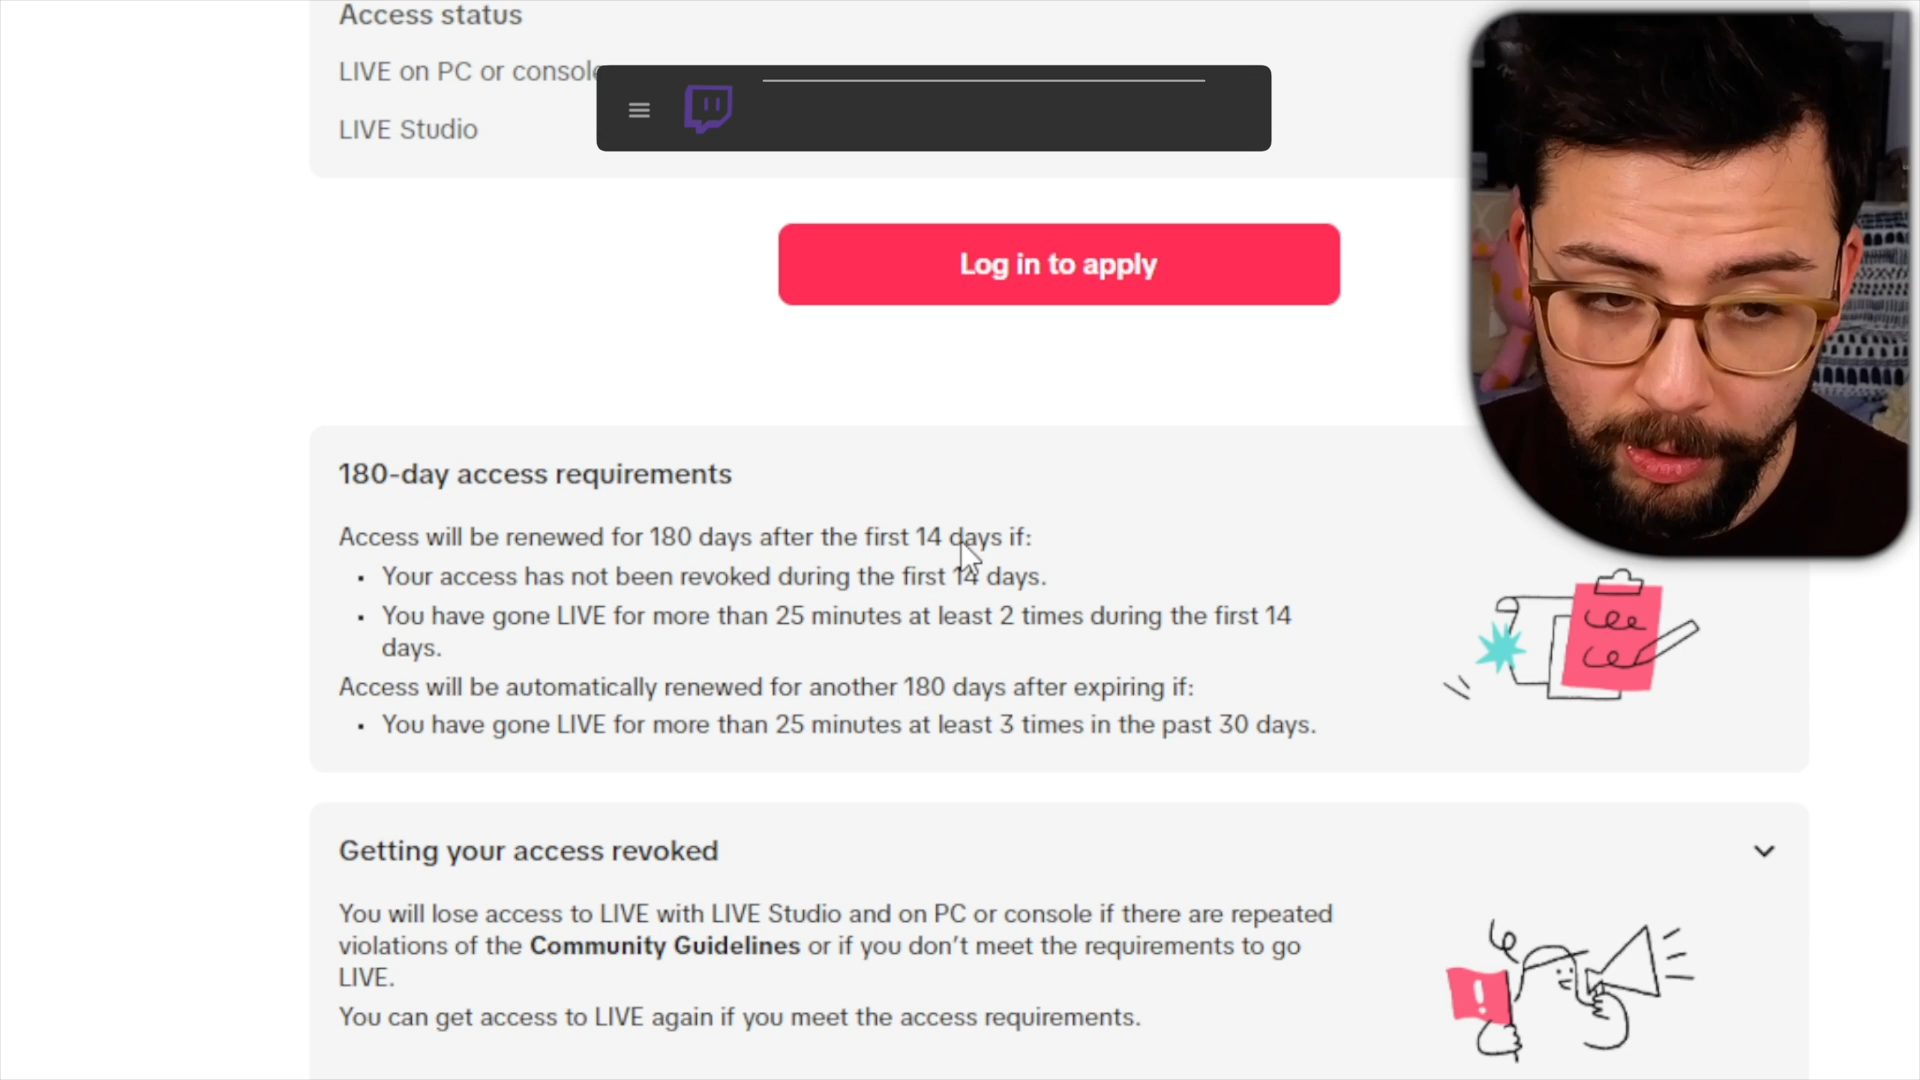 Access status
LIVE on PC or console
LIVE Studio
Log in to apply
180-day access requirements
Access will be renewed for 180 days after the first 14 days if:
• Your access has not been revoked during the first 14 days.
• You have gone LIVE for more than 25 minutes at least 2 times during the first 14
days.
Access will be automatically renewed for another 180 days after expiring if:
• You have gone LIVE for more than 25 minutes at least 3 times in the past 30 days.
Getting your access revoked
You will lose access to LIVE with LIVE Studio and on PC or console if there are repeated
violations of the Community Guidelines or if you don’t meet the requirements to go
LIVE.
You can get access to LIVE again if you meet the access requirements.